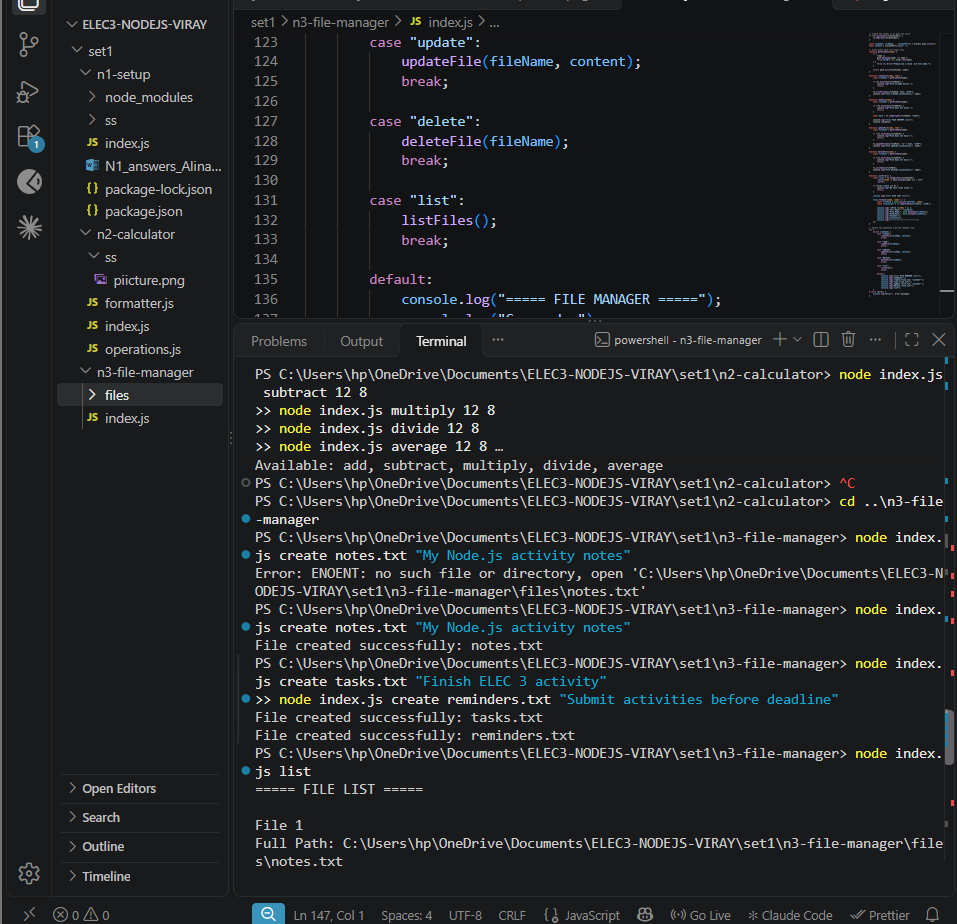 ELEC3-NODEJS-VIRAY
set1
n1-setup
node_modules
ss
JS index.js
N1_answers_Alina...
{} package-lock.json
{} package.json
n2-calculator
ss
piicture.png
JS formatter.js
JS index.js
JS operations.js
n3-file-manager
files
JS index.js
Open Editors
Search
Outline
Timeline
1
set1 > n3-file-manager > JS index.js > ...
123 case "update":
124 updateFile(fileName, content);
125 break;
126
127 case "delete":
128 deleteFile(fileName);
129 break;
130
131 case "list":
132 listFiles();
133 break;
134
135 default:
136 console.log("===== FILE MANAGER =====");
Problems Output Terminal ... powershell - n3-file-manager
PS C:\Users\hp\OneDrive\Documents\ELEC3-NODEJS-VIRAY\set1\n2-calculator> node index.js
subtract 12 8
>> node index.js multiply 12 8
>> node index.js divide 12 8
>> node index.js average 12 8 …
Available: add, subtract, multiply, divide, average
PS C:\Users\hp\OneDrive\Documents\ELEC3-NODEJS-VIRAY\set1\n2-calculator> ^C
PS C:\Users\hp\OneDrive\Documents\ELEC3-NODEJS-VIRAY\set1\n2-calculator> cd ..\n3-file
-manager
PS C:\Users\hp\OneDrive\Documents\ELEC3-NODEJS-VIRAY\set1\n3-file-manager> node index.
js create notes.txt "My Node.js activity notes"
Error: ENOENT: no such file or directory, open 'C:\Users\hp\OneDrive\Documents\ELEC3-N
ODEJS-VIRAY\set1\n3-file-manager\files\notes.txt'
PS C:\Users\hp\OneDrive\Documents\ELEC3-NODEJS-VIRAY\set1\n3-file-manager> node index.
js create notes.txt "My Node.js activity notes"
File created successfully: notes.txt
PS C:\Users\hp\OneDrive\Documents\ELEC3-NODEJS-VIRAY\set1\n3-file-manager> node index.
js create tasks.txt "Finish ELEC 3 activity"
>> node index.js create reminders.txt "Submit activities before deadline"
File created successfully: tasks.txt
File created successfully: reminders.txt
PS C:\Users\hp\OneDrive\Documents\ELEC3-NODEJS-VIRAY\set1\n3-file-manager> node index.
js list
===== FILE LIST =====
File 1
Full Path: C:\Users\hp\OneDrive\Documents\ELEC3-NODEJS-VIRAY\set1\n3-file-manager\file
s\notes.txt
0 0 Ln 147, Col 1 Spaces: 4 UTF-8 CRLF {} JavaScript Go Live Claude Code Prettier